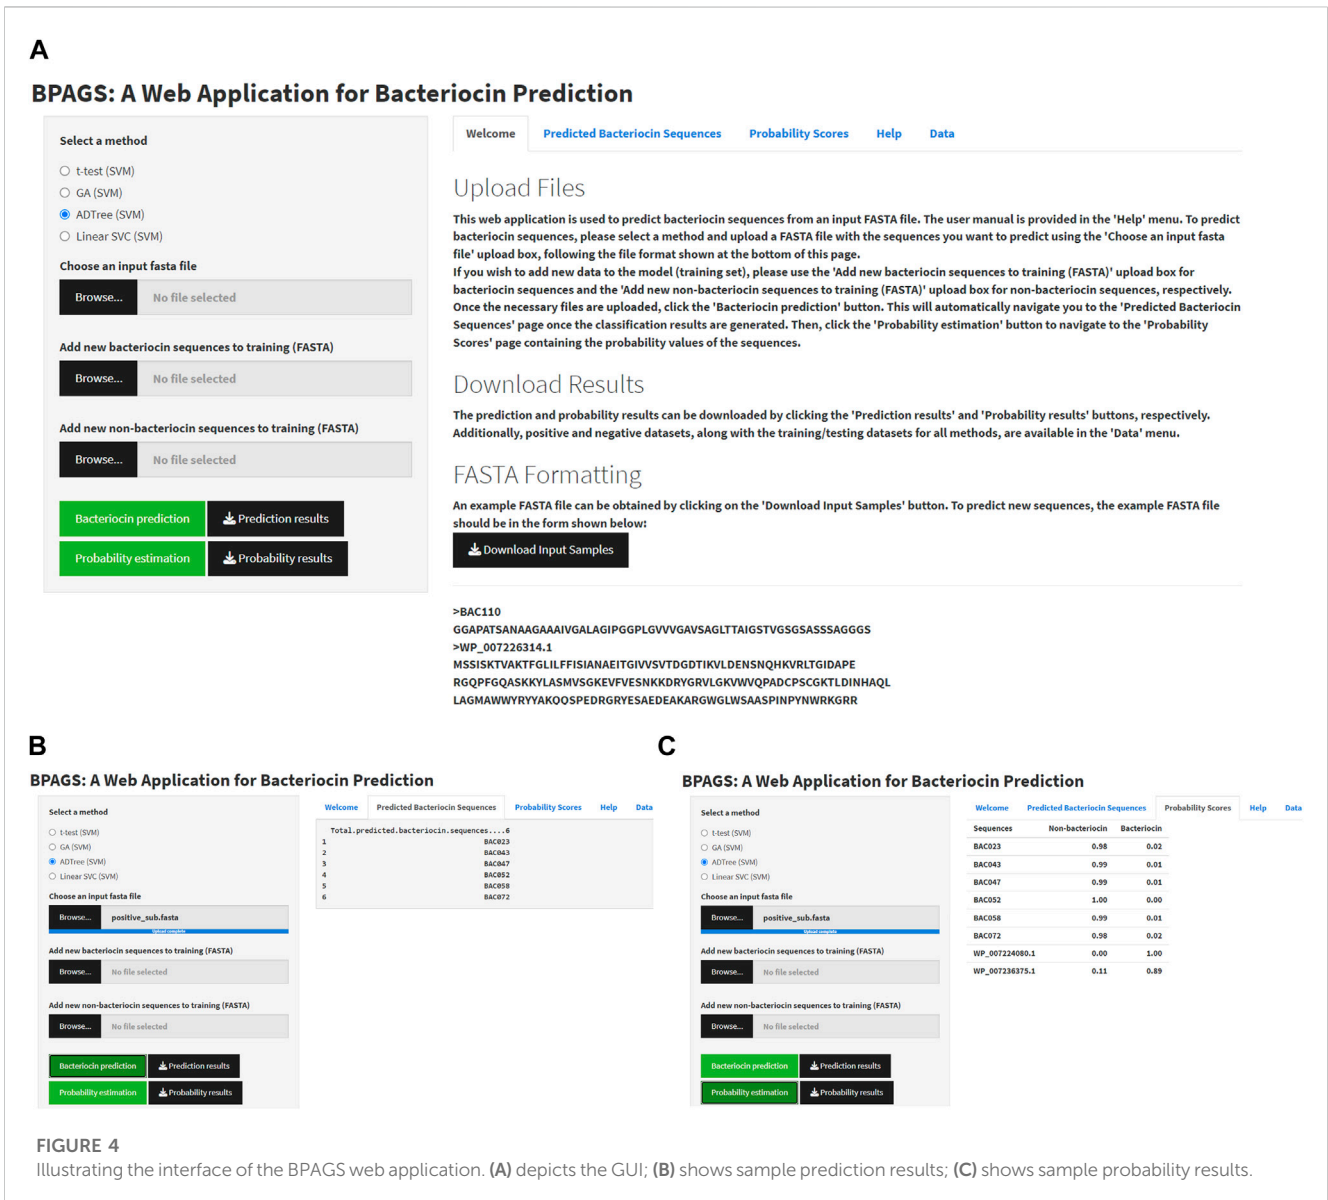 A
BPAGS: A Web Application for Bacteriocin Prediction
Select a method
t-test (SVM)
GA (SVM)
ADTree (SVM)
Linear SVC (SVM)
Choose an input fasta file
Browse... No file selected
Add new bacteriocin sequences to training (FASTA)
Browse... No file selected
Add new non-bacteriocin sequences to training (FASTA)
Browse... No file selected
Bacteriocin prediction Prediction results
Probability estimation Probability results
Welcome Predicted Bacteriocin Sequences Probability Scores Help Data
Upload Files
This web application is used to predict bacteriocin sequences from an input FASTA file. The user manual is provided in the 'Help' menu. To predict
bacteriocin sequences, please select a method and upload a FASTA file with the sequences you want to predict using the 'Choose an input fasta
file' upload box, following the file format shown at the bottom of this page.
If you wish to add new data to the model (training set), please use the 'Add new bacteriocin sequences to training (FASTA)' upload box for
bacteriocin sequences and the 'Add new non-bacteriocin sequences to training (FASTA)' upload box for non-bacteriocin sequences, respectively.
Once the necessary files are uploaded, click the 'Bacteriocin prediction' button. This will automatically navigate you to the 'Predicted Bacteriocin
Sequences' page once the classification results are generated. Then, click the 'Probability estimation' button to navigate to the 'Probability
Scores' page containing the probability values of the sequences.
Download Results
The prediction and probability results can be downloaded by clicking the 'Prediction results' and 'Probability results' buttons, respectively.
Additionally, positive and negative datasets, along with the training/testing datasets for all methods, are available in the 'Data' menu.
FASTA Formatting
An example FASTA file can be obtained by clicking on the 'Download Input Samples' button. To predict new sequences, the example FASTA file
should be in the form shown below:
Download Input Samples
>BAC110
GGAPATSANAAGAAAIVGALAGIPGGPLGVVVGAVSAGLTTAIGSTVGSGSASSSAGGGS
>WP_007226314.1
MSSISKTVAKTFGLILFFISIANAEITGIVVSVTDGDTIKVLDENSNQHKVRLTGIDAPE
RGQPFGQASKKYLASMVSGKEVFVESNKKDRYGRVLGKVWVQPADCPSCGKTLDINHAQL
LAGMAWWYRYYAKQQSPEDRGRYESAEDEAKARGWGLWSAASPINPYNWRKGRR
B
BPAGS: A Web Application for Bacteriocin Prediction
Select a method
t-test (SVM)
GA (SVM)
ADTree (SVM)
Linear SVC (SVM)
Choose an input fasta file
Browse... positive_sub.fasta
Upload complete
Add new bacteriocin sequences to training (FASTA)
Browse... No file selected
Add new non-bacteriocin sequences to training (FASTA)
Browse... No file selected
Bacteriocin prediction Prediction results
Probability estimation Probability results
Welcome Predicted Bacteriocin Sequences Probability Scores Help Data
Total.predicted.bacteriocin.sequences....6
1 BAC023
2 BAC043
3 BAC047
4 BAC052
5 BAC058
6 BAC072
C
BPAGS: A Web Application for Bacteriocin Prediction
Select a method
t-test (SVM)
GA (SVM)
ADTree (SVM)
Linear SVC (SVM)
Choose an input fasta file
Browse... positive_sub.fasta
Upload complete
Add new bacteriocin sequences to training (FASTA)
Browse... No file selected
Add new non-bacteriocin sequences to training (FASTA)
Browse... No file selected
Bacteriocin prediction Prediction results
Probability estimation Probability results
Welcome Predicted Bacteriocin Sequences Probability Scores Help Data
Sequences Non-bacteriocin Bacteriocin
BAC023 0.98 0.02
BAC043 0.99 0.01
BAC047 0.99 0.01
BAC052 1.00 0.00
BAC058 0.99 0.01
BAC072 0.98 0.02
WP_007224080.1 0.00 1.00
WP_007236375.1 0.11 0.89
FIGURE 4
Illustrating the interface of the BPAGS web application. (A) depicts the GUI; (B) shows sample prediction results; (C) shows sample probability results.